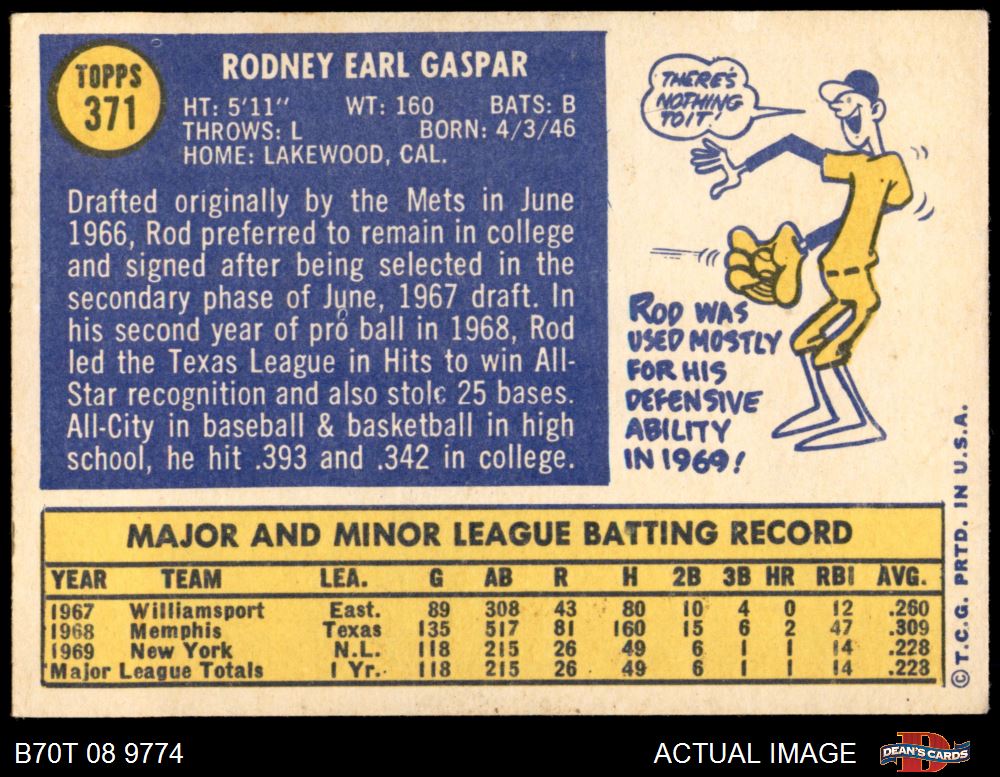 TOPPS
371
RODNEY EARL GASPAR
HT: 5'11" WT: 160 BATS: B
THROWS: L BORN: 4/3/46
HOME: LAKEWOOD, CAL.
Drafted originally by the Mets in June
1966, Rod preferred to remain in college
and signed after being selected in the
secondary phase of June, 1967 draft. In
his second year of pro ball in 1968, Rod
led the Texas League in Hits to win All-
Star recognition and also stole 25 bases.
All-City in baseball & basketball in high
school, he hit .393 and .342 in college.
THERE'S
NOTHING
TO IT!
ROD WAS
USED MOSTLY
FOR HIS
DEFENSIVE
ABILITY
IN 1969!
MAJOR AND MINOR LEAGUE BATTING RECORD
YEAR TEAM LEA. G AB R H 2B 3B HR RBI AVG.
1967 Williamsport East. 89 308 43 80 10 4 0 12 .260
1968 Memphis Texas 135 517 81 160 15 6 2 47 .309
1969 New York N.L. 118 215 26 49 6 1 1 14 .228
Major League Totals 1 Yr. 118 215 26 49 6 1 1 14 .228
© T.C.G. PRTD. IN U.S.A.
B70T 08 9774
ACTUAL IMAGE
DEAN'S CARDS